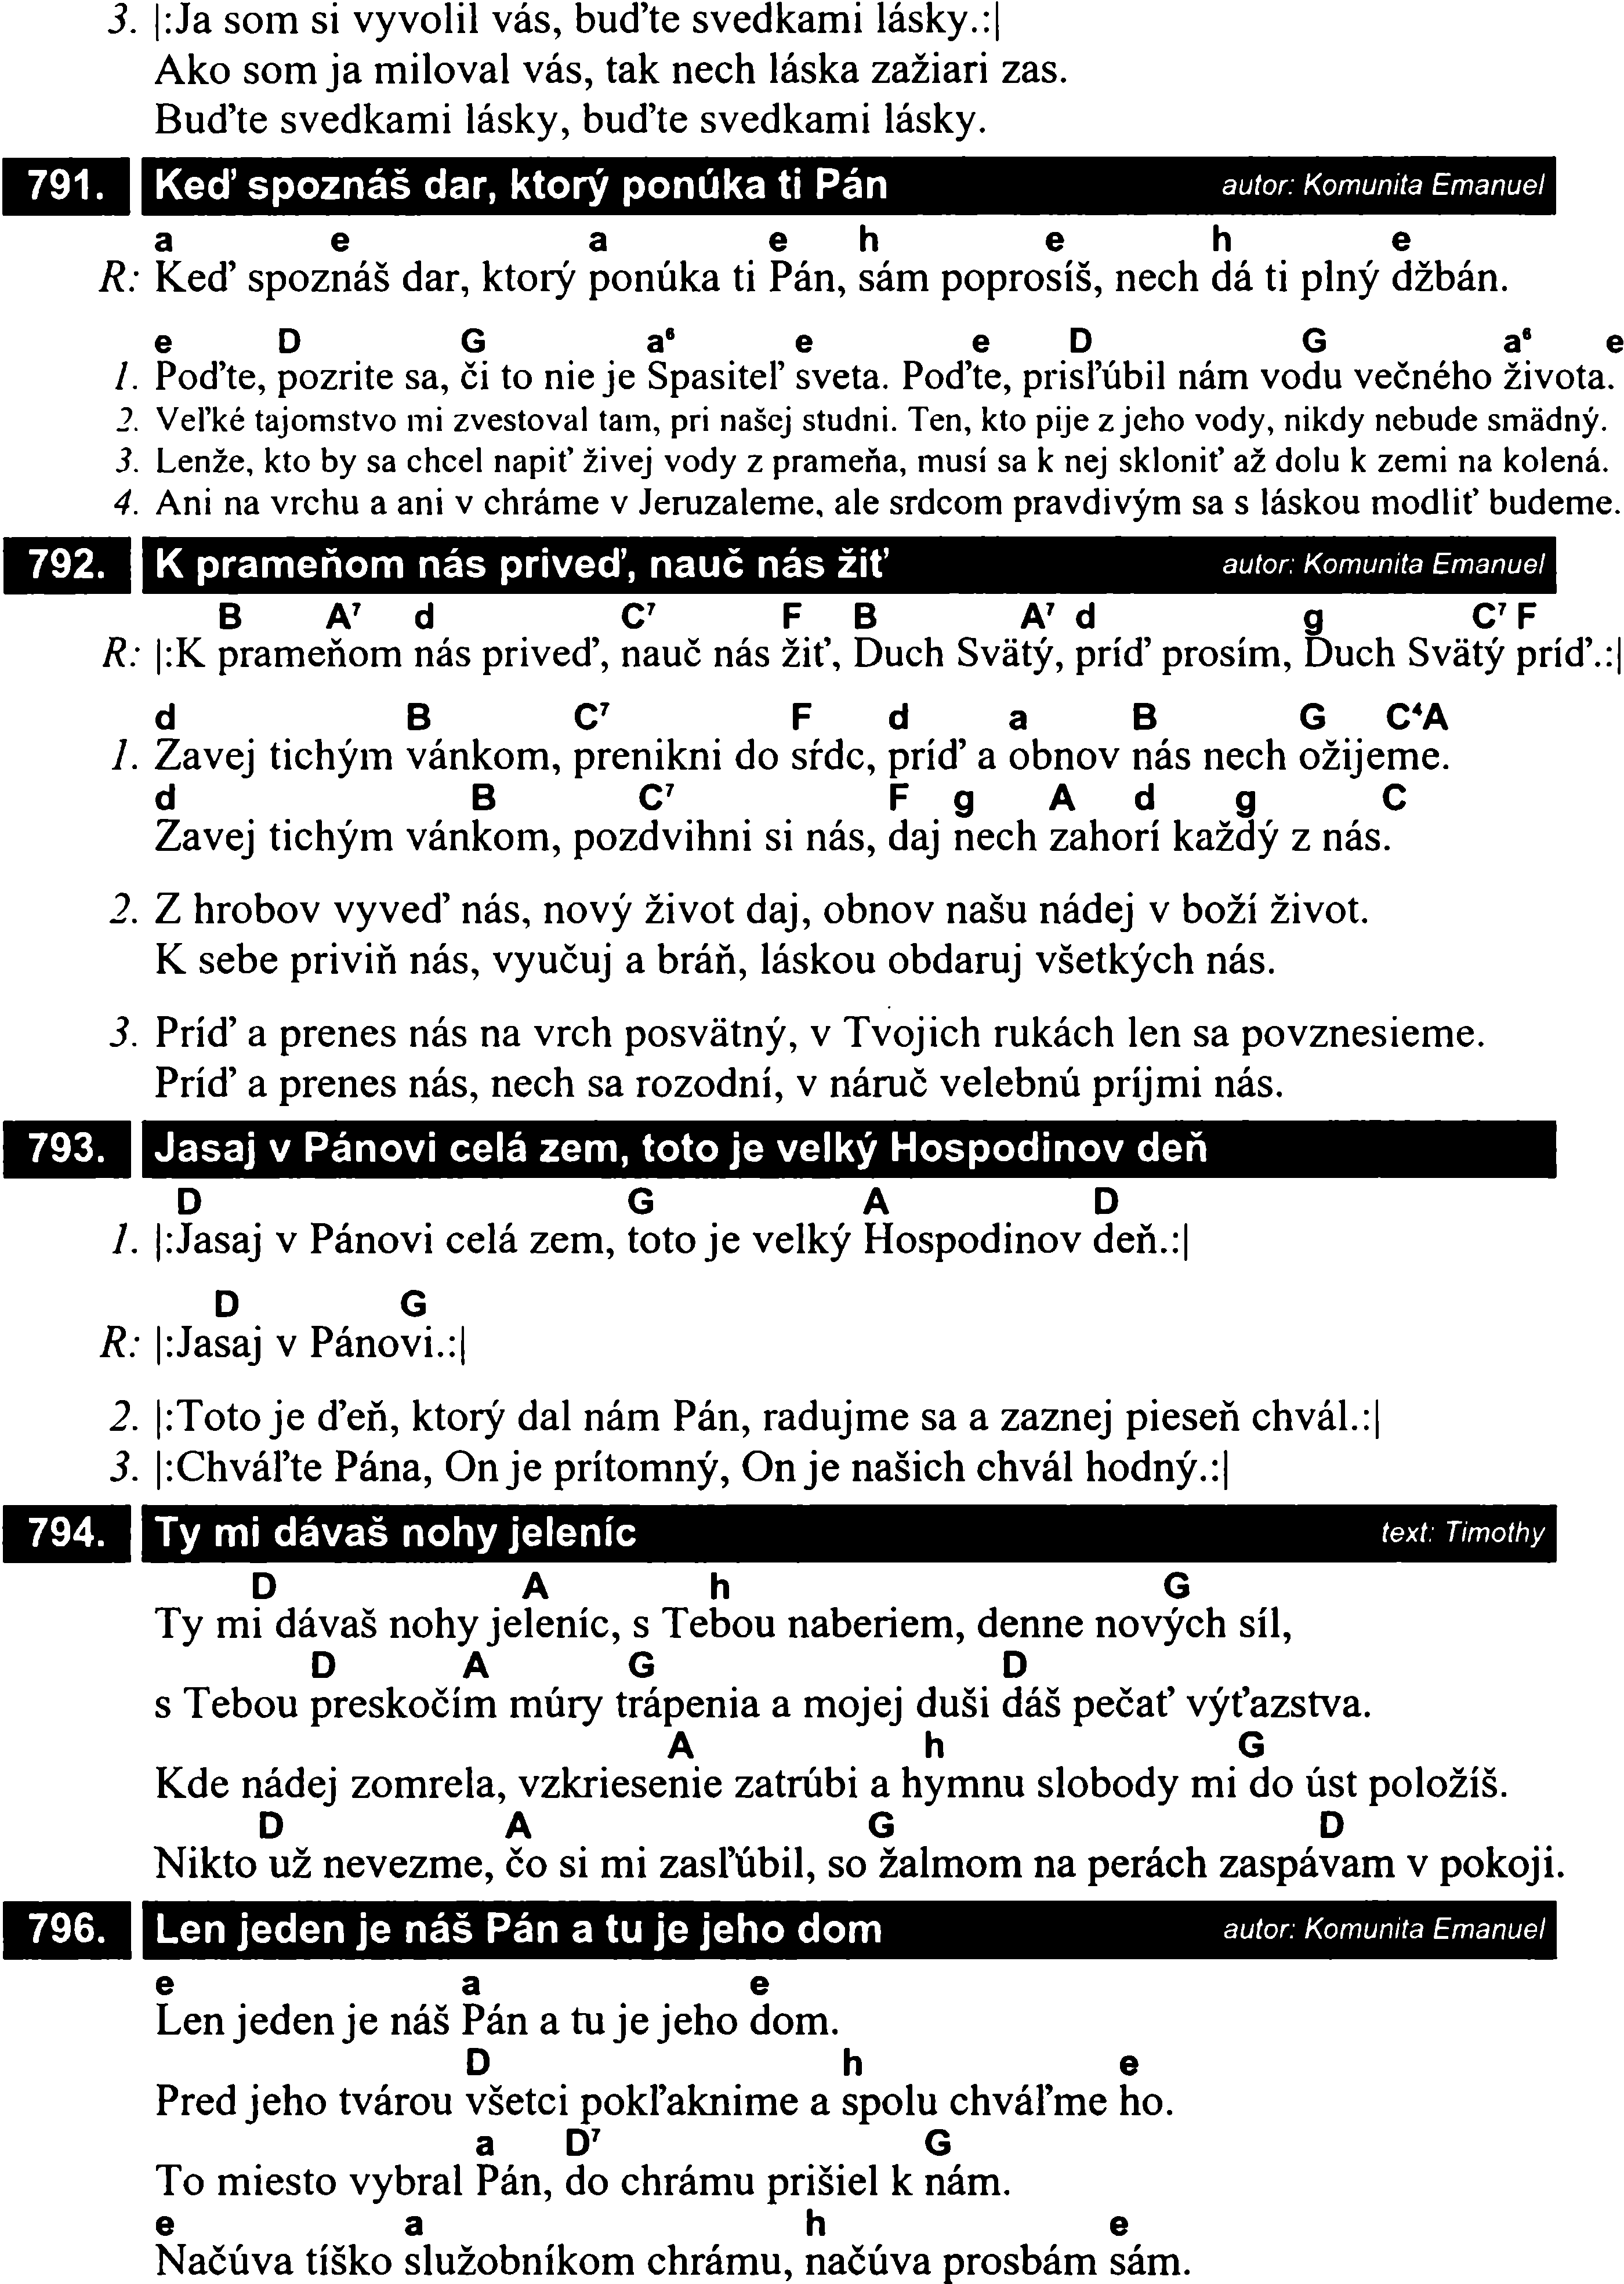 3. |:Ja som si vyvolil vás, buďte svedkami lásky.:|
Ako som ja miloval vás, tak nech láska zažiari zas.
Buďte svedkami lásky, buďte svedkami lásky.
791. Keď spoznáš dar, ktorý ponúka ti Pán autor: Komunita Emanuel
a e a e h e h e
R: Keď spoznáš dar, ktorý ponúka ti Pán, sám poprosíš, nech dá ti plný džbán.
e D G a⁶ e e D G a⁶ e
1. Poďte, pozrite sa, či to nie je Spasiteľ sveta. Poďte, prisľúbil nám vodu večného života.
2. Veľké tajomstvo mi zvestoval tam, pri našej studni. Ten, kto pije z jeho vody, nikdy nebude smädný.
3. Lenže, kto by sa chcel napiť živej vody z prameňa, musí sa k nej skloniť až dolu k zemi na kolená.
4. Ani na vrchu a ani v chráme v Jeruzaleme, ale srdcom pravdivým sa s láskou modliť budeme.
792. K prameňom nás priveď, nauč nás žiť autor: Komunita Emanuel
B A⁷ d C⁷ F B A⁷ d g C⁷ F
R: |:K prameňom nás priveď, nauč nás žiť, Duch Svätý, príď prosím, Duch Svätý príď.:|
d B C⁷ F d a B G C⁴A
1. Zavej tichým vánkom, prenikni do sŕdc, príď a obnov nás nech ožijeme.
d B C⁷ F g A d g C
Zavej tichým vánkom, pozdvihni si nás, daj nech zahorí každý z nás.
2. Z hrobov vyveď nás, nový život daj, obnov našu nádej v boží život.
K sebe priviň nás, vyučuj a bráň, láskou obdaruj všetkých nás.
3. Príď a prenes nás na vrch posvätný, v Tvojich rukách len sa povznesieme.
Príď a prenes nás, nech sa rozodní, v náruč velebnú príjmi nás.
793. Jasaj v Pánovi celá zem, toto je velký Hospodinov deň
D G A D
1. |:Jasaj v Pánovi celá zem, toto je velký Hospodinov deň.:|
D G
R: |:Jasaj v Pánovi.:|
2. |:Toto je ďeň, ktorý dal nám Pán, radujme sa a zaznej pieseň chvál.:|
3. |:Chváľte Pána, On je prítomný, On je našich chvál hodný.:|
794. Ty mi dávaš nohy jeleníc text: Timothy
D A h G
Ty mi dávaš nohy jeleníc, s Tebou naberiem, denne nových síl,
D A G D
s Tebou preskočím múry trápenia a mojej duši dáš pečať výťazstva.
A h G
Kde nádej zomrela, vzkriesenie zatrúbi a hymnu slobody mi do úst položíš.
D A G D
Nikto už nevezme, čo si mi zasľúbil, so žalmom na perách zaspávam v pokoji.
796. Len jeden je náš Pán a tu je jeho dom autor: Komunita Emanuel
e a e
Len jeden je náš Pán a tu je jeho dom.
D h e
Pred jeho tvárou všetci pokľaknime a spolu chváľme ho.
a D⁷ G
To miesto vybral Pán, do chrámu prišiel k nám.
e a h e
Načúva tíško služobníkom chrámu, načúva prosbám sám.